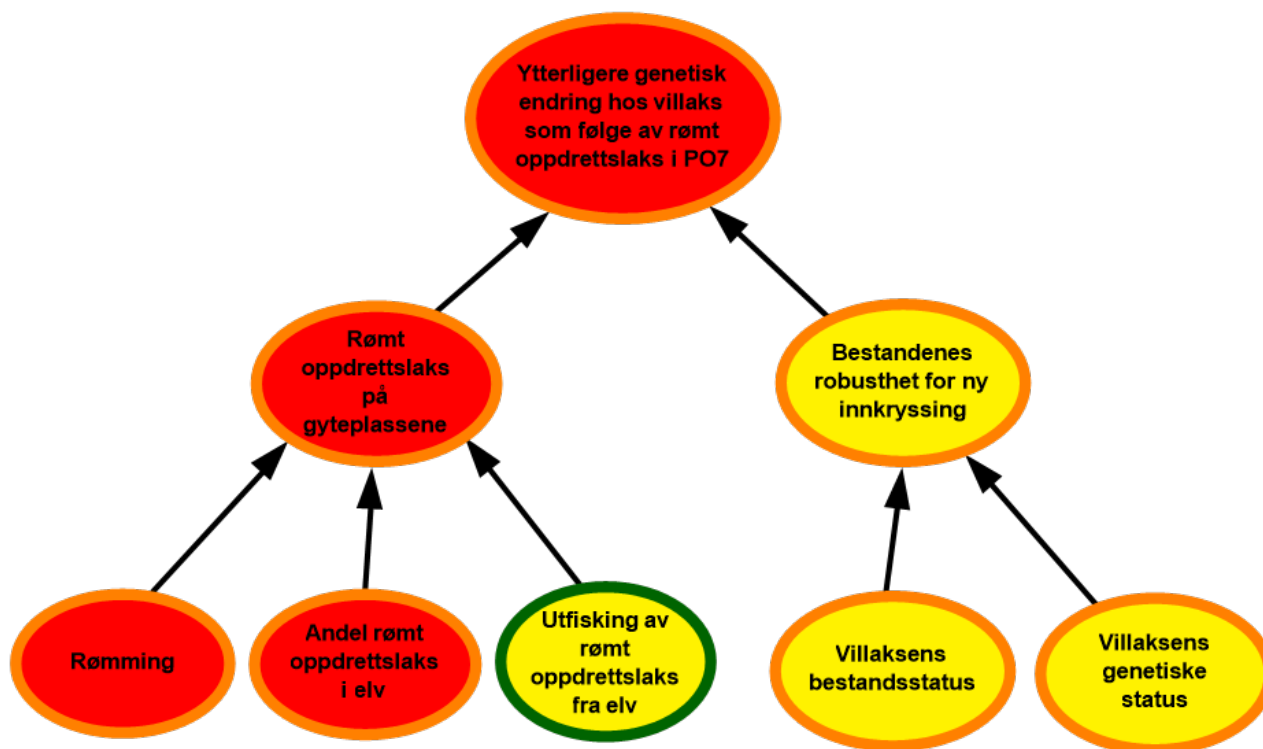 Ytterligere genetisk
endring hos villaks
som følge av rømt
oppdrettslaks i PO7
Rømt
oppdrettslaks
på
gyteplassene
Bestandenes
robusthet for ny
innkryssing
Rømming
Andel rømt
oppdrettslaks
i elv
Utfisking av
rømt
oppdrettslaks
fra elv
Villaksens
bestandsstatus
Villaksens
genetiske
status